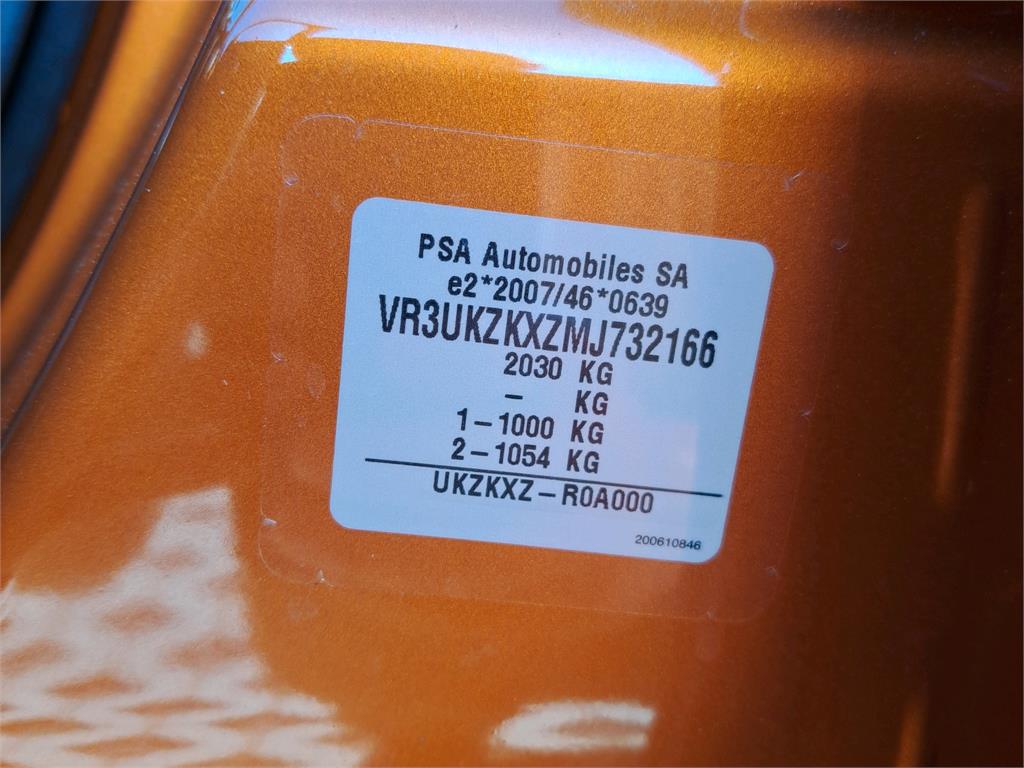 PSA Automobiles SA
e2*2007/46*0639
VR3UKZKXZMJ732166
2030 KG
- KG
1-1000 KG
2-1054 KG
UKZKXZ-R0A000
200610846